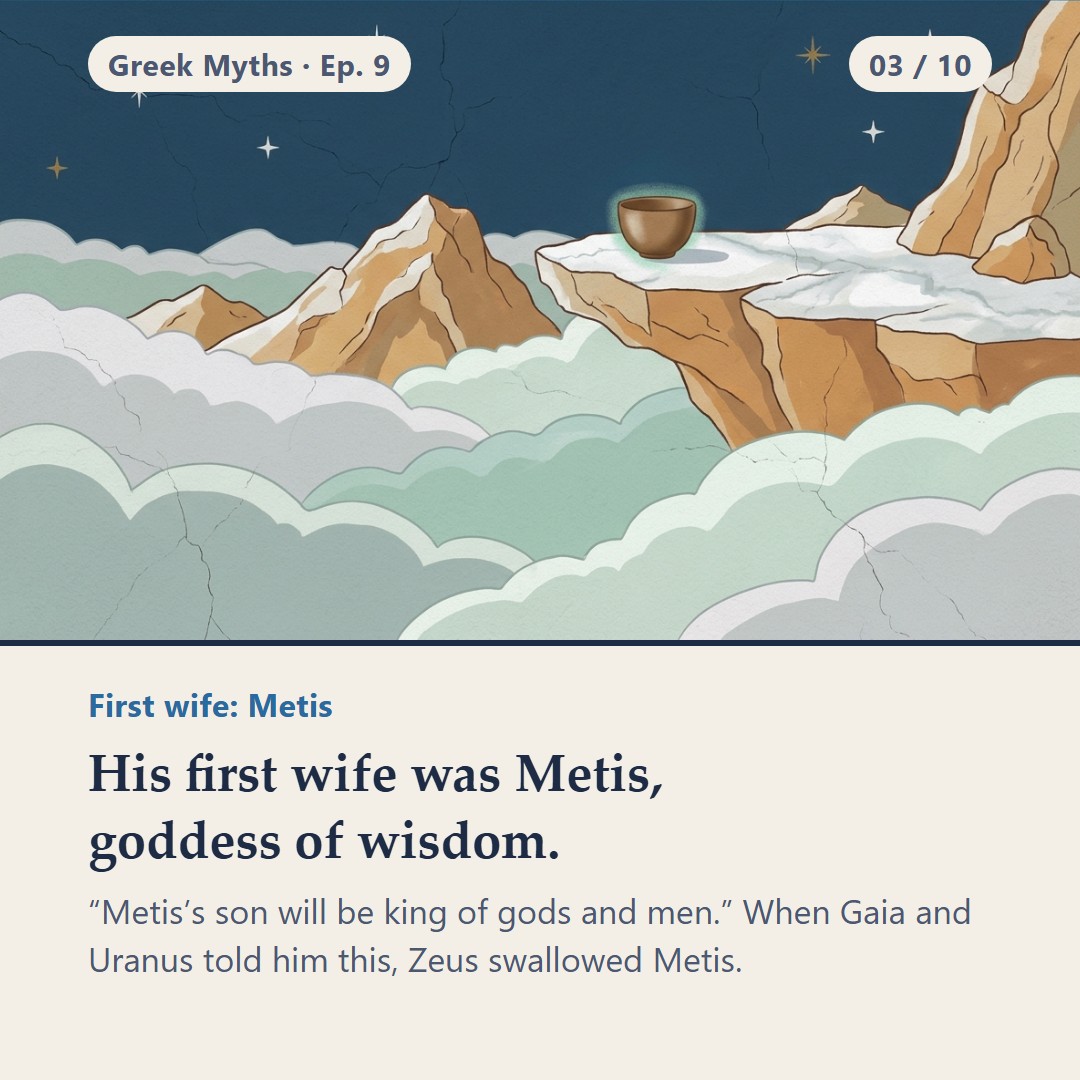 Greek Myths · Ep. 9
03 / 10
First wife: Metis
His first wife was Metis,
goddess of wisdom.
“Metis’s son will be king of gods and men.” When Gaia and
Uranus told him this, Zeus swallowed Metis.